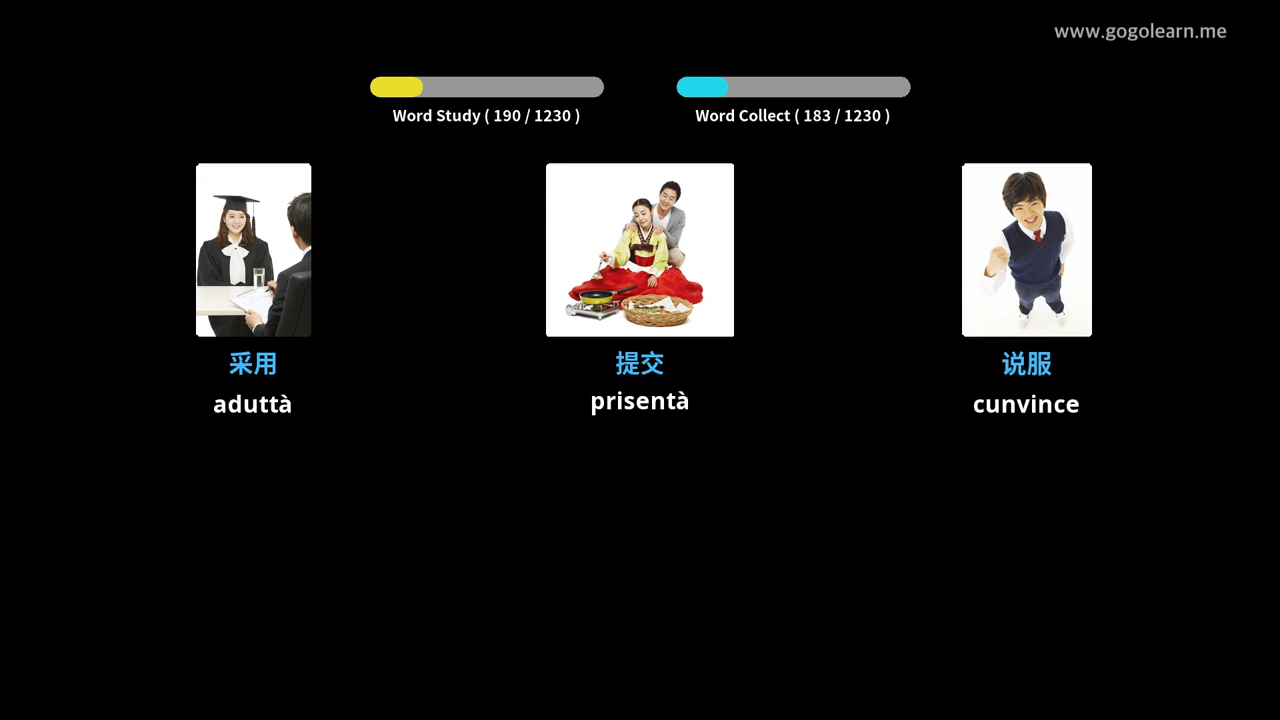 www.gogolearn.me
Word Study ( 190 / 1230 )
Word Collect ( 183 / 1230 )
采用
提交
说服
aduttà
prisentà
cunvince